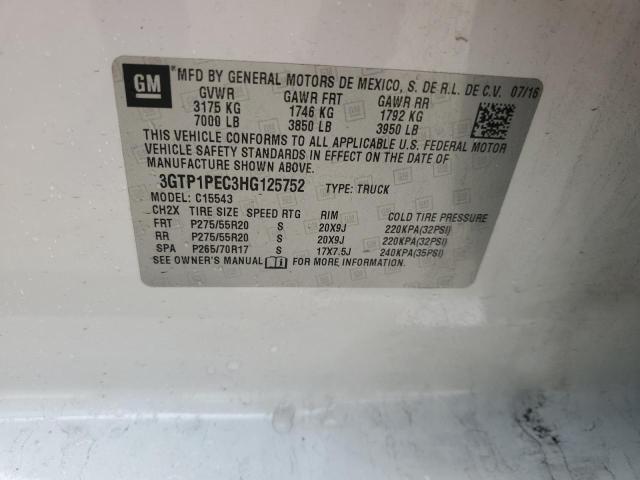 GM *MFD BY GENERAL MOTORS DE MEXICO, S. DE R.L. DE C.V. 07/16
GVWR GAWR FRT GAWR RR
3175 KG 1746 KG 1792 KG
7000 LB 3850 LB 3950 LB
THIS VEHICLE CONFORMS TO ALL APPLICABLE U.S. FEDERAL MOTOR
VEHICLE SAFETY STANDARDS IN EFFECT ON THE DATE OF
MANUFACTURE SHOWN ABOVE.
3GTP1PEC3HG125752 TYPE: TRUCK
MODEL: C15543
CH2X TIRE SIZE SPEED RTG RIM COLD TIRE PRESSURE
FRT P275/55R20 S 20X9J 220KPA(32PSI)
RR P275/55R20 S 20X9J 220KPA(32PSI)
SPA P265/70R17 S 17X7.5J 240KPA(35PSI)
SEE OWNER'S MANUAL FOR MORE INFORMATION.